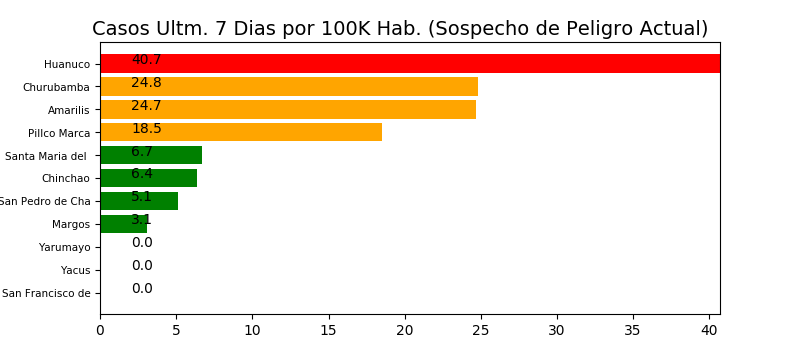 Casos Ultm. 7 Dias por 100K Hab. (Sospecho de Peligro Actual)
Huanuco 40.7
Churubamba 24.8
Amarilis 24.7
Pillco Marca 18.5
Santa Maria del 6.7
Chinchao 6.4
San Pedro de Cha 5.1
Margos 3.1
Yarumayo 0.0
Yacus 0.0
San Francisco de 0.0
0 5 10 15 20 25 30 35 40